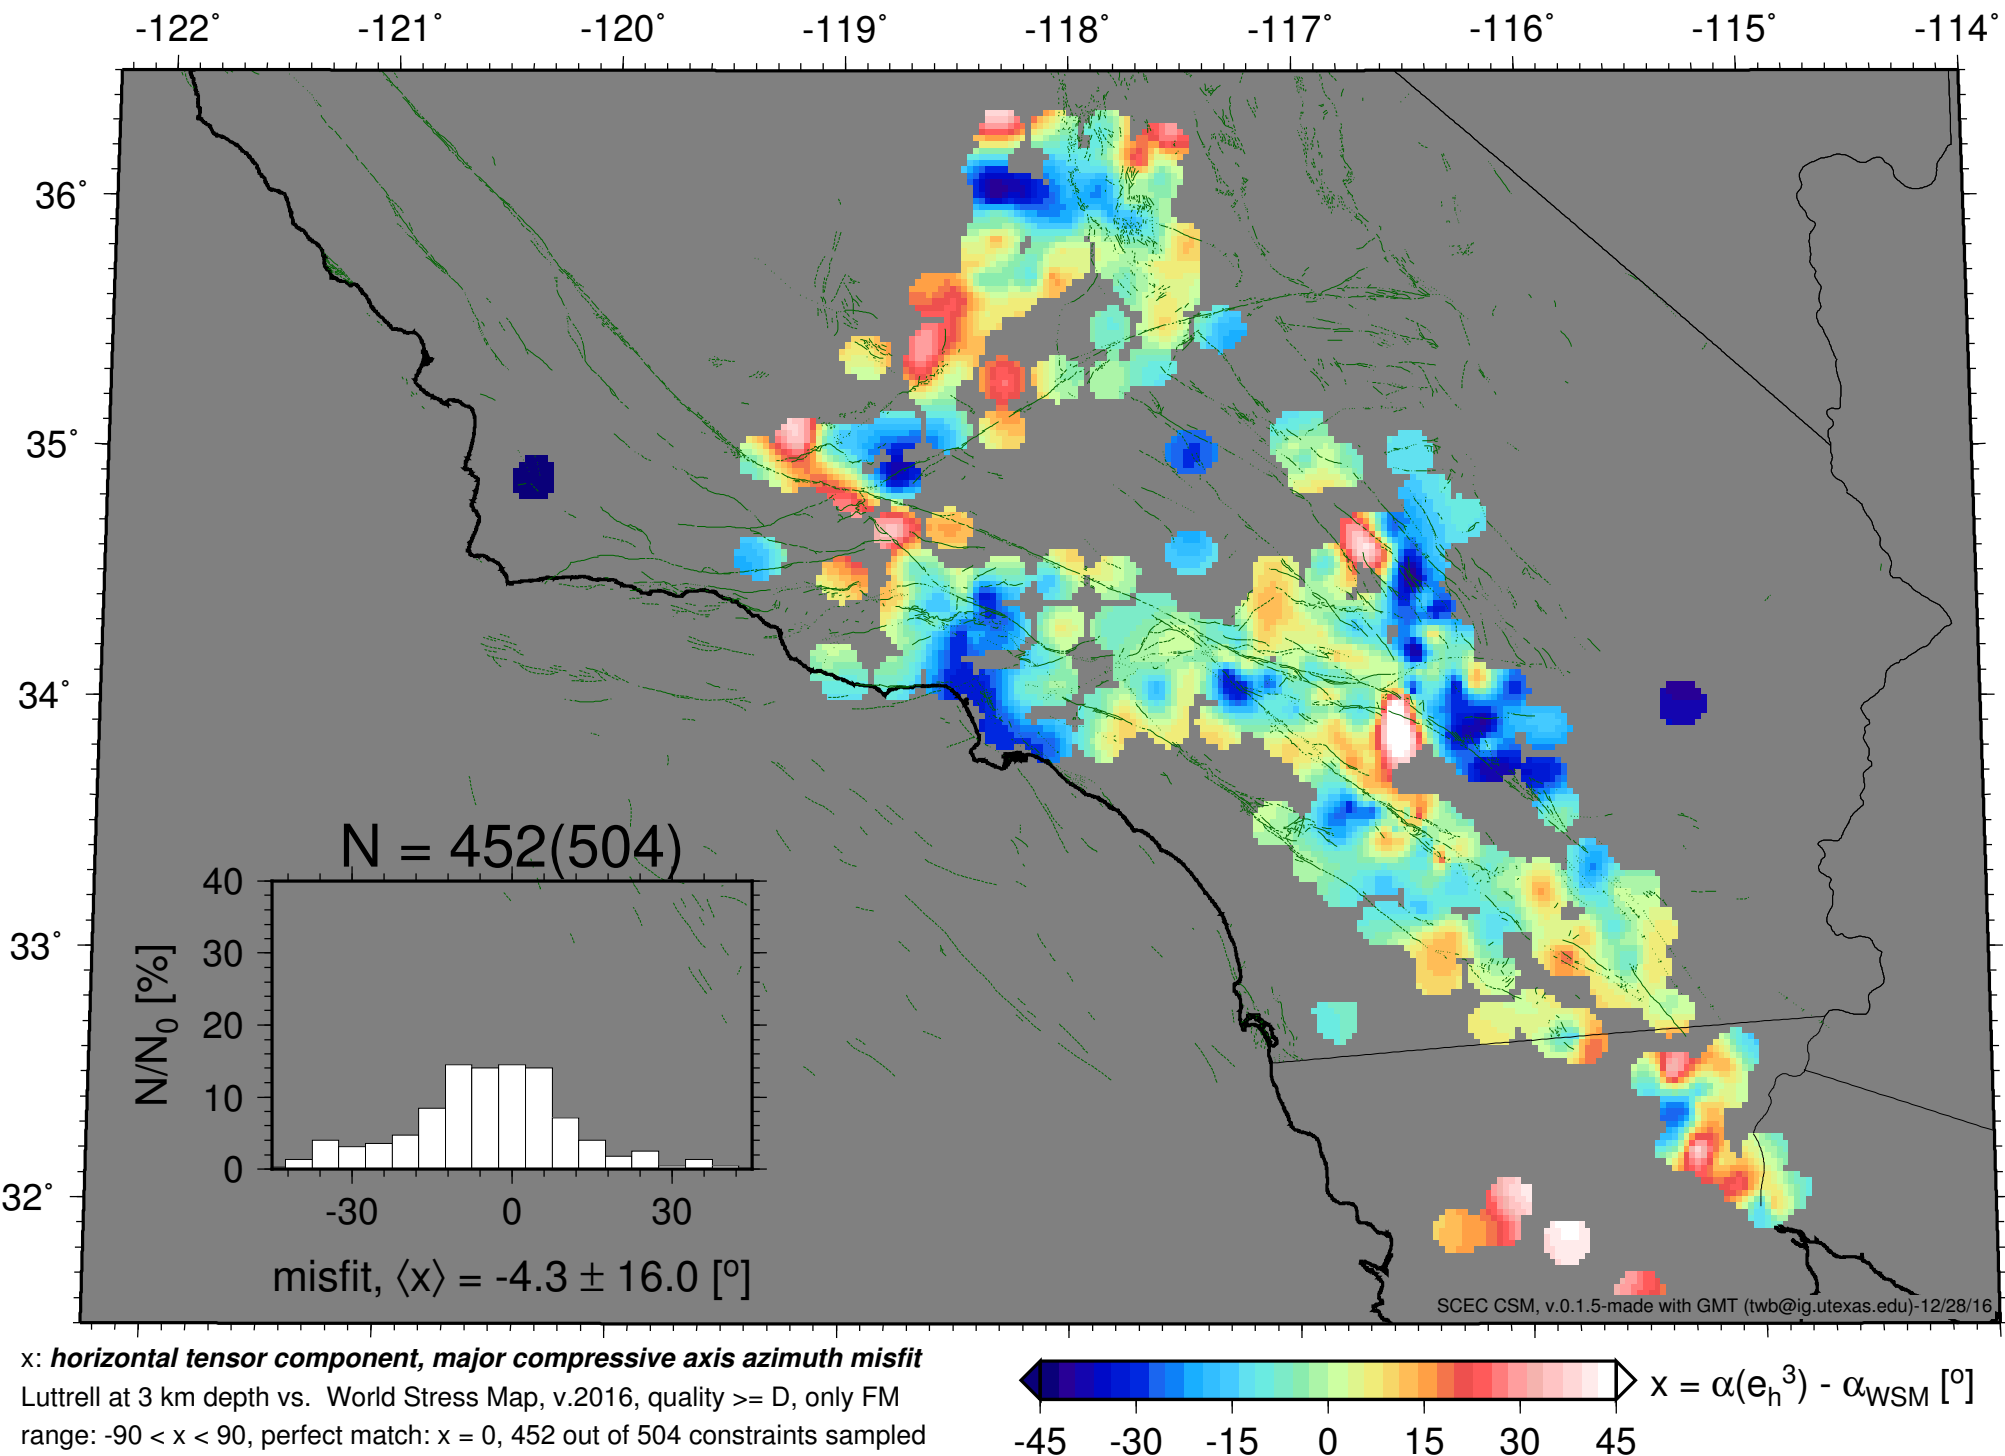 -122˚ -121˚ -120˚ -119˚ -118˚ -117˚ -116˚ -115˚ -114˚
36˚
35˚
34˚
33˚
32˚
N = 452(504)
40
30
20
10
0
N/N0 [%]
-30 0 30
misfit, ⟨x⟩ = -4.3 ± 16.0 [º]
SCEC CSM, v.0.1.5-made with GMT (twb@ig.utexas.edu)-12/28/16
x: horizontal tensor component, major compressive axis azimuth misfit
Luttrell at 3 km depth vs. World Stress Map, v.2016, quality >= D, only FM
range: -90 < x < 90, perfect match: x = 0, 452 out of 504 constraints sampled
x = α(eh3) - αWSM [º]
-45 -30 -15 0 15 30 45